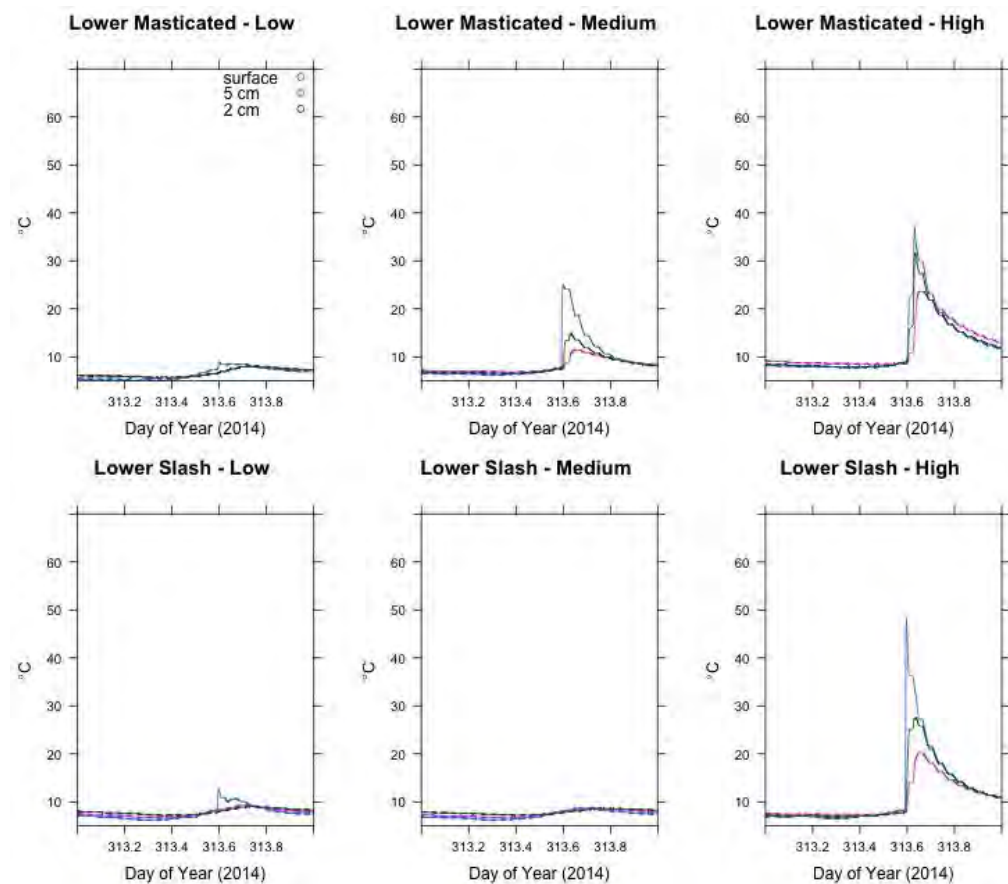 Lower Masticated - Low
surface
5 cm
2 cm
60
50
40
30
20
10
°C
313.2 313.4 313.6 313.8
Day of Year (2014)
Lower Masticated - Medium
60
50
40
30
20
10
°C
313.2 313.4 313.6 313.8
Day of Year (2014)
Lower Masticated - High
60
50
40
30
20
10
°C
313.2 313.4 313.6 313.8
Day of Year (2014)
Lower Slash - Low
60
50
40
30
20
10
°C
313.2 313.4 313.6 313.8
Day of Year (2014)
Lower Slash - Medium
60
50
40
30
20
10
°C
313.2 313.4 313.6 313.8
Day of Year (2014)
Lower Slash - High
60
50
40
30
20
10
°C
313.2 313.4 313.6 313.8
Day of Year (2014)